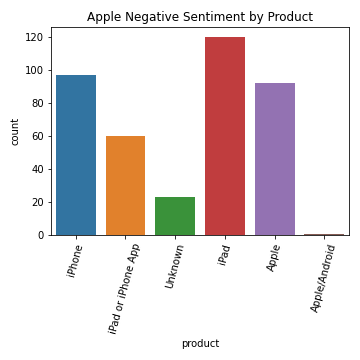 Apple Negative Sentiment by Product
count
120
100
80
60
40
20
0
iPhone
iPad or iPhone App
Unknown
iPad
Apple
Apple/Android
product